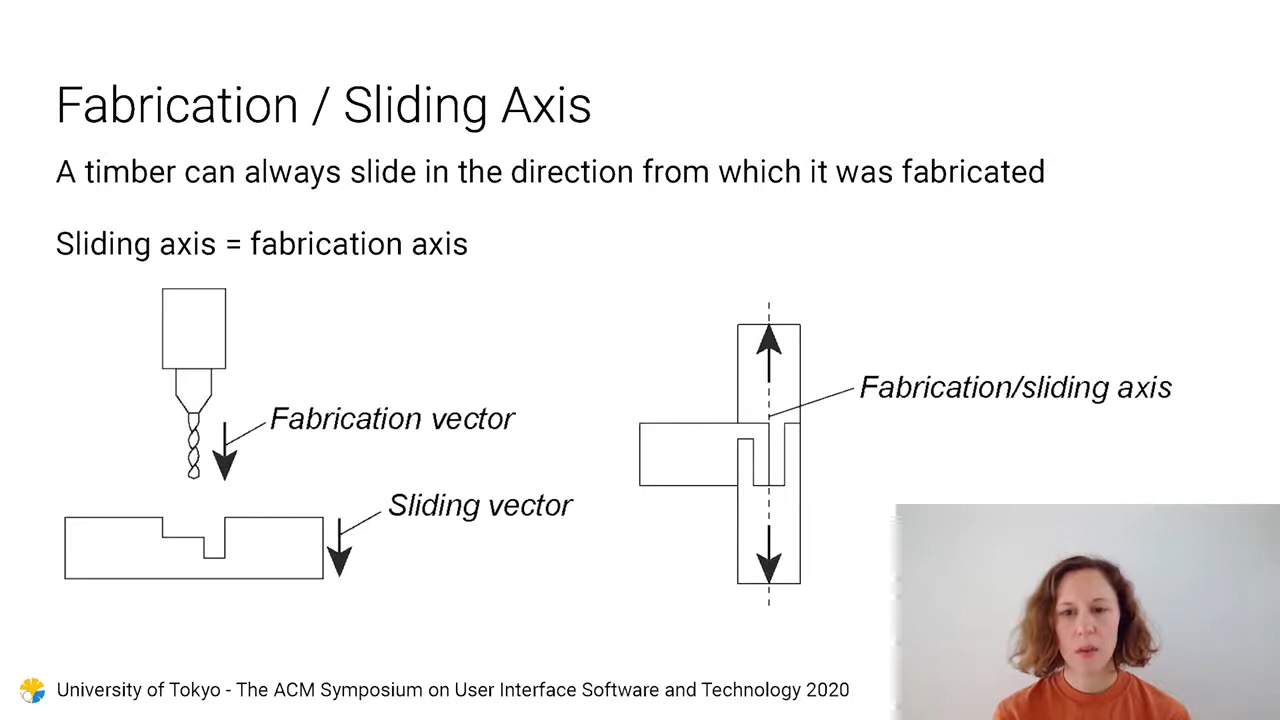 Fabrication / Sliding Axis
A timber can always slide in the direction from which it was fabricated
Sliding axis = fabrication axis
Fabrication vector
Sliding vector
Fabrication/sliding axis
University of Tokyo - The ACM Symposium on User Interface Software and Technology 2020